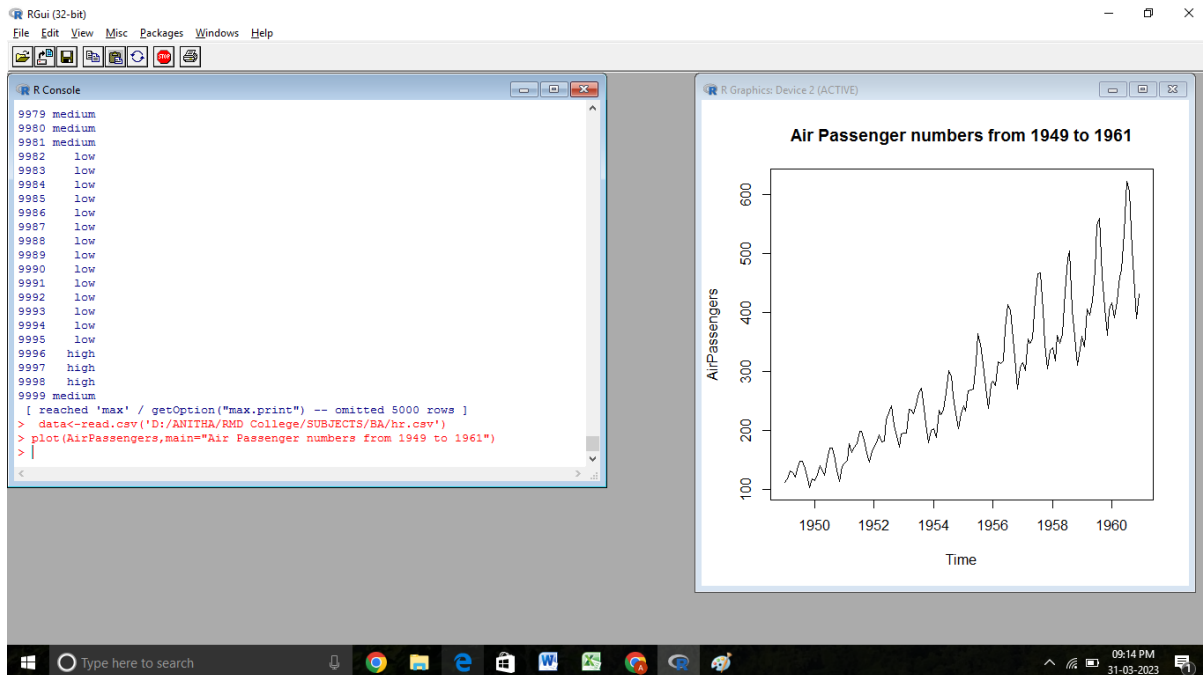 RGui (32-bit)
File Edit View Misc Packages Windows Help
STOP
R Console
9979 medium
9980 medium
9981 medium
9982    low
9983    low
9984    low
9985    low
9986    low
9987    low
9988    low
9989    low
9990    low
9991    low
9992    low
9993    low
9994    low
9995    low
9996   high
9997   high
9998   high
9999 medium
 [ reached 'max' / getOption("max.print") -- omitted 5000 rows ]
>  data<-read.csv('D:/ANITHA/RMD College/SUBJECTS/BA/hr.csv')
> plot(AirPassengers,main="Air Passenger numbers from 1949 to 1961")
>
R Graphics: Device 2 (ACTIVE)
Air Passenger numbers from 1949 to 1961
AirPassengers
600
500
400
300
200
100
1950 1952 1954 1956 1958 1960
Time
Type here to search
09:14 PM
31-03-2023